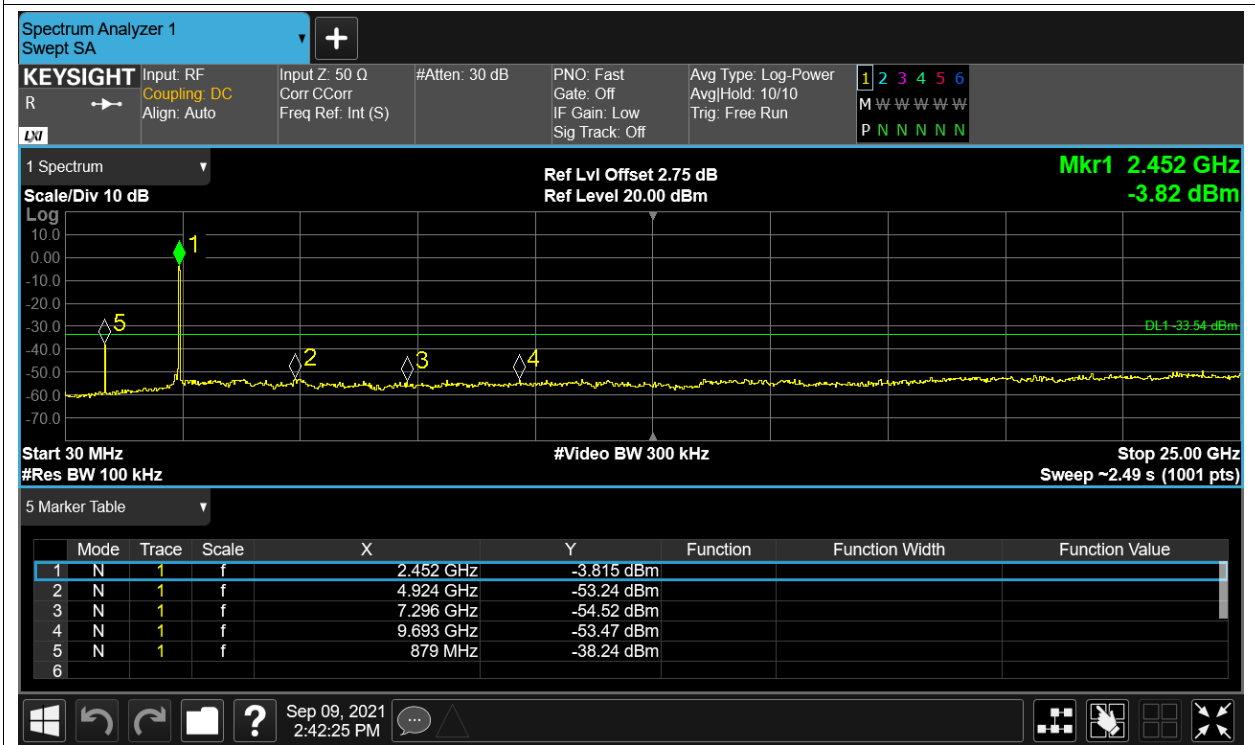 Spectrum Analyzer 1
Swept SA
+
KEYSIGHT
R
LXI
Input: RF
Coupling: DC
Align: Auto
Input Z: 50 Ω
Corr CCorr
Freq Ref: Int (S)
#Atten: 30 dB
PNO: Fast
Gate: Off
IF Gain: Low
Sig Track: Off
Avg Type: Log-Power
Avg|Hold: 10/10
Trig: Free Run
1 2 3 4 5 6
M W W W W W
P N N N N N
1 Spectrum
Scale/Div 10 dB
Ref Lvl Offset 2.75 dB
Ref Level 20.00 dBm
Mkr1 2.452 GHz
-3.82 dBm
Log
10.0
0.00
-10.0
-20.0
-30.0
-40.0
-50.0
-60.0
-70.0
1
5
2
3
4
DL1 -33.54 dBm
Start 30 MHz
#Video BW 300 kHz
Stop 25.00 GHz
#Res BW 100 kHz
Sweep ~2.49 s (1001 pts)
5 Marker Table
Mode Trace Scale X Y Function Function Width Function Value
1 N 1 f 2.452 GHz -3.815 dBm
2 N 1 f 4.924 GHz -53.24 dBm
3 N 1 f 7.296 GHz -54.52 dBm
4 N 1 f 9.693 GHz -53.47 dBm
5 N 1 f 879 MHz -38.24 dBm
6
?
Sep 09, 2021
2:42:25 PM